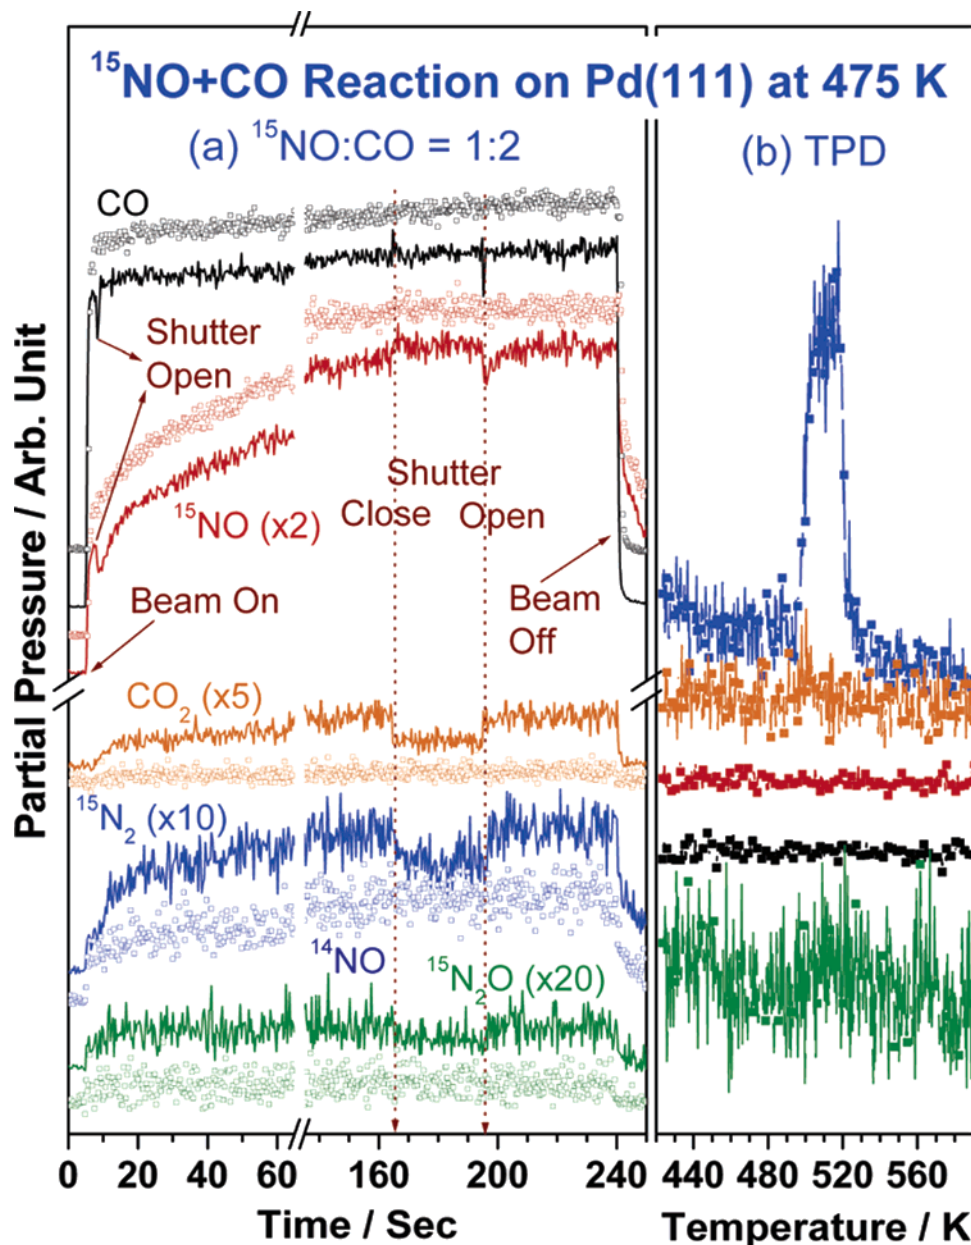 ¹⁵NO+CO Reaction on Pd(111) at 475 K
(a) ¹⁵NO:CO = 1:2
(b) TPD
CO
Shutter
Open
¹⁵NO (x2)
Shutter
Close
Open
Beam On
Beam
Off
CO₂ (x5)
¹⁵N₂ (x10)
¹⁴NO
¹⁵N₂O (x20)
Partial Pressure / Arb. Unit
0 20 40 60 160 200 240
440 480 520 560
Time / Sec
Temperature / K